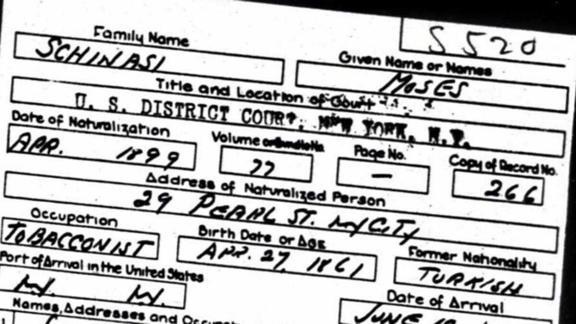 S 520
Family Name
SCHINASI
Given Name or Names
MOSES
Title and Location of Court
U. S. DISTRICT COURT, NEW YORK, N.Y.
Date of Naturalization
APR. 1899
Volume or Bundle No.
77
Page No.
—
Copy of Record No.
266
Address of Naturalized Person
29 PEARL ST. NY CITY
Occupation
TOBACCONIST
Birth Date or Age
APR. 27, 1861
Former Nationality
TURKISH
Port of Arrival in the United States
N.Y. N.Y.
Date of Arrival
JUNE
Names, Addresses and